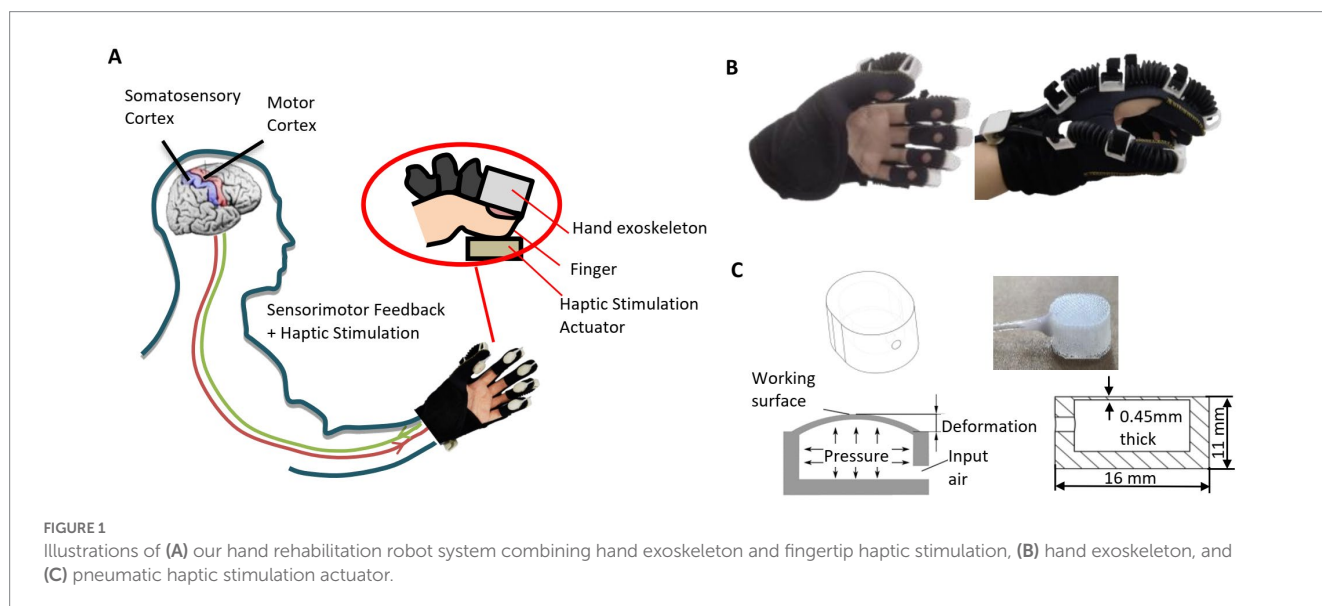 A
Somatosensory
Cortex
Motor
Cortex
Hand exoskeleton
Finger
Haptic Stimulation
Actuator
Sensorimotor Feedback
+ Haptic Stimulation
B
C
Working
surface
Deformation
Pressure
Input
air
0.45mm
thick
11 mm
16 mm
FIGURE 1
Illustrations of (A) our hand rehabilitation robot system combining hand exoskeleton and fingertip haptic stimulation, (B) hand exoskeleton, and
(C) pneumatic haptic stimulation actuator.